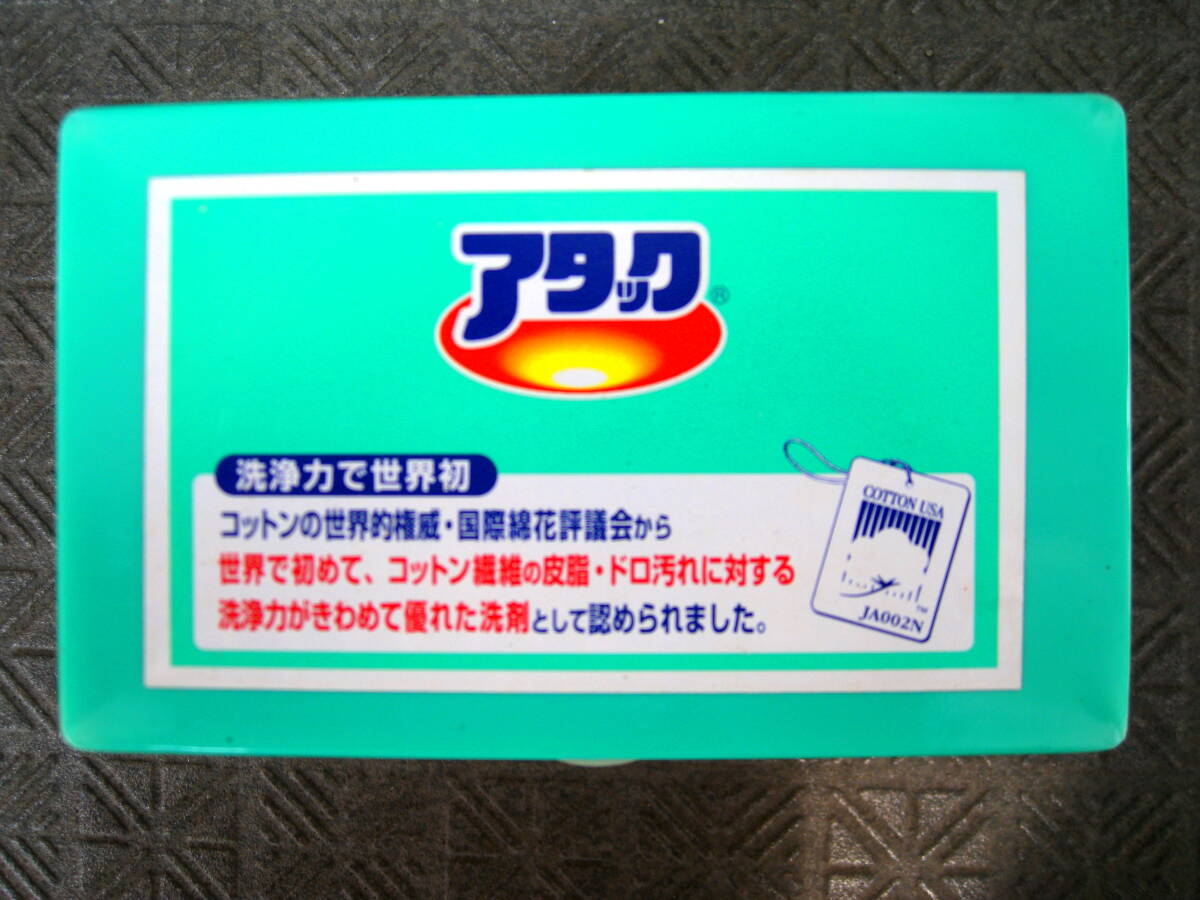 アタック®
洗浄力で世界初
コットンの世界的権威・国際綿花評議会から
世界で初めて、コットン繊維の皮脂・ドロ汚れに対する
洗浄力がきわめて優れた洗剤として認められました。
COTTON USA
TM
JA002N